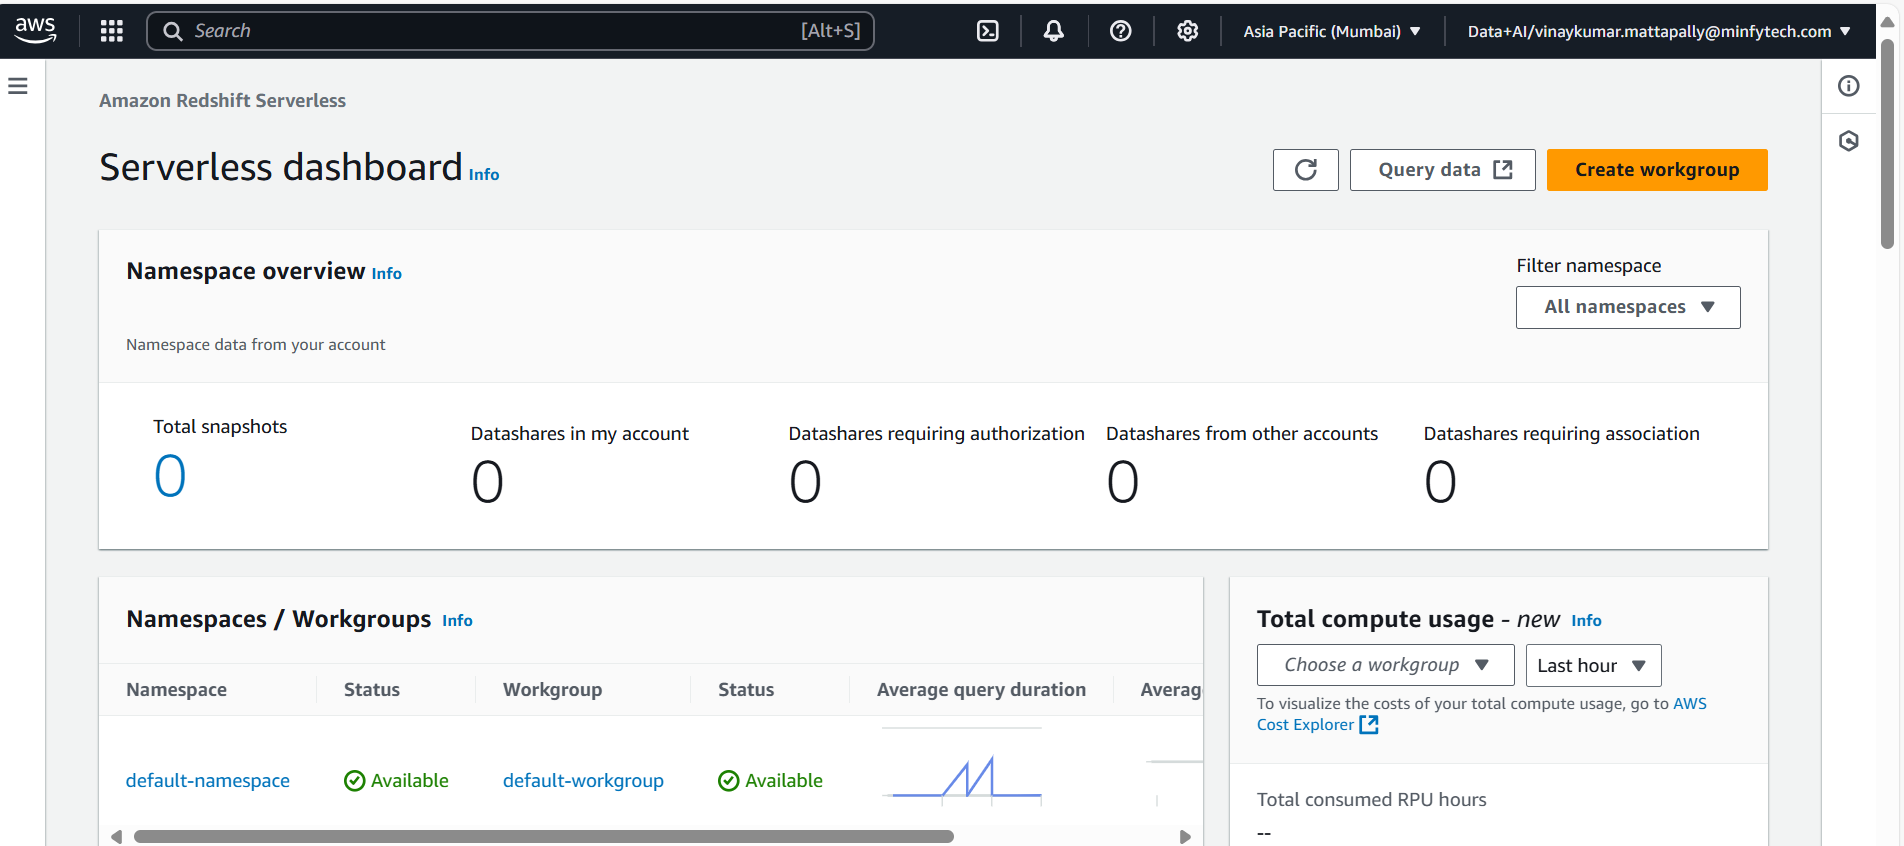 aws
Search [Alt+S]
Asia Pacific (Mumbai)
Data+AI/vinaykumar.mattapally@minfytech.com
Amazon Redshift Serverless
Serverless dashboard Info
Query data
Create workgroup
Namespace overview Info
Filter namespace
All namespaces
Namespace data from your account
Total snapshots
0
Datashares in my account
0
Datashares requiring authorization
0
Datashares from other accounts
0
Datashares requiring association
0
Namespaces / Workgroups Info
Namespace Status Workgroup Status Average query duration Averag
default-namespace Available default-workgroup Available
Total compute usage - new Info
Choose a workgroup
Last hour
To visualize the costs of your total compute usage, go to AWS
Cost Explorer
Total consumed RPU hours
--